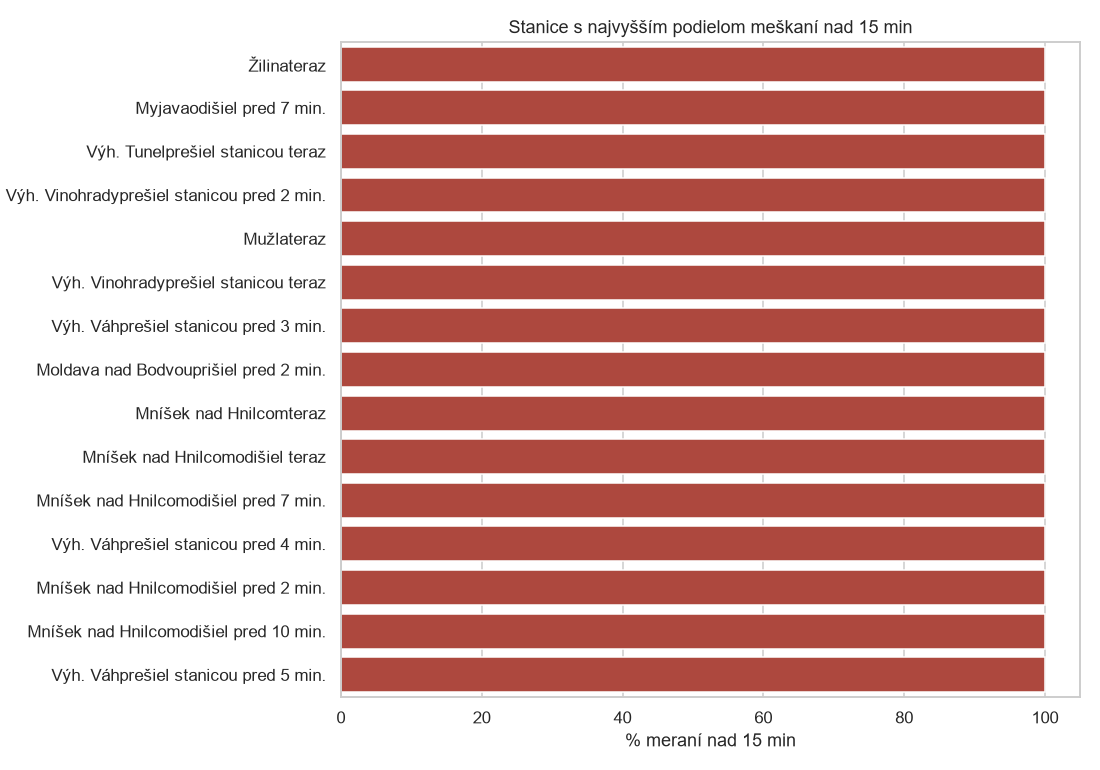 Stanice s najvyšším podielom meškaní nad 15 min
Žilinateraz
Myjavaodišiel pred 7 min.
Výh. Tunelprešiel stanicou teraz
Výh. Vinohradyprešiel stanicou pred 2 min.
Mužlateraz
Výh. Vinohradyprešiel stanicou teraz
Výh. Váhprešiel stanicou pred 3 min.
Moldava nad Bodvouprišiel pred 2 min.
Mníšek nad Hnilcomteraz
Mníšek nad Hnilcomodišiel teraz
Mníšek nad Hnilcomodišiel pred 7 min.
Výh. Váhprešiel stanicou pred 4 min.
Mníšek nad Hnilcomodišiel pred 2 min.
Mníšek nad Hnilcomodišiel pred 10 min.
Výh. Váhprešiel stanicou pred 5 min.
0 20 40 60 80 100
% meraní nad 15 min